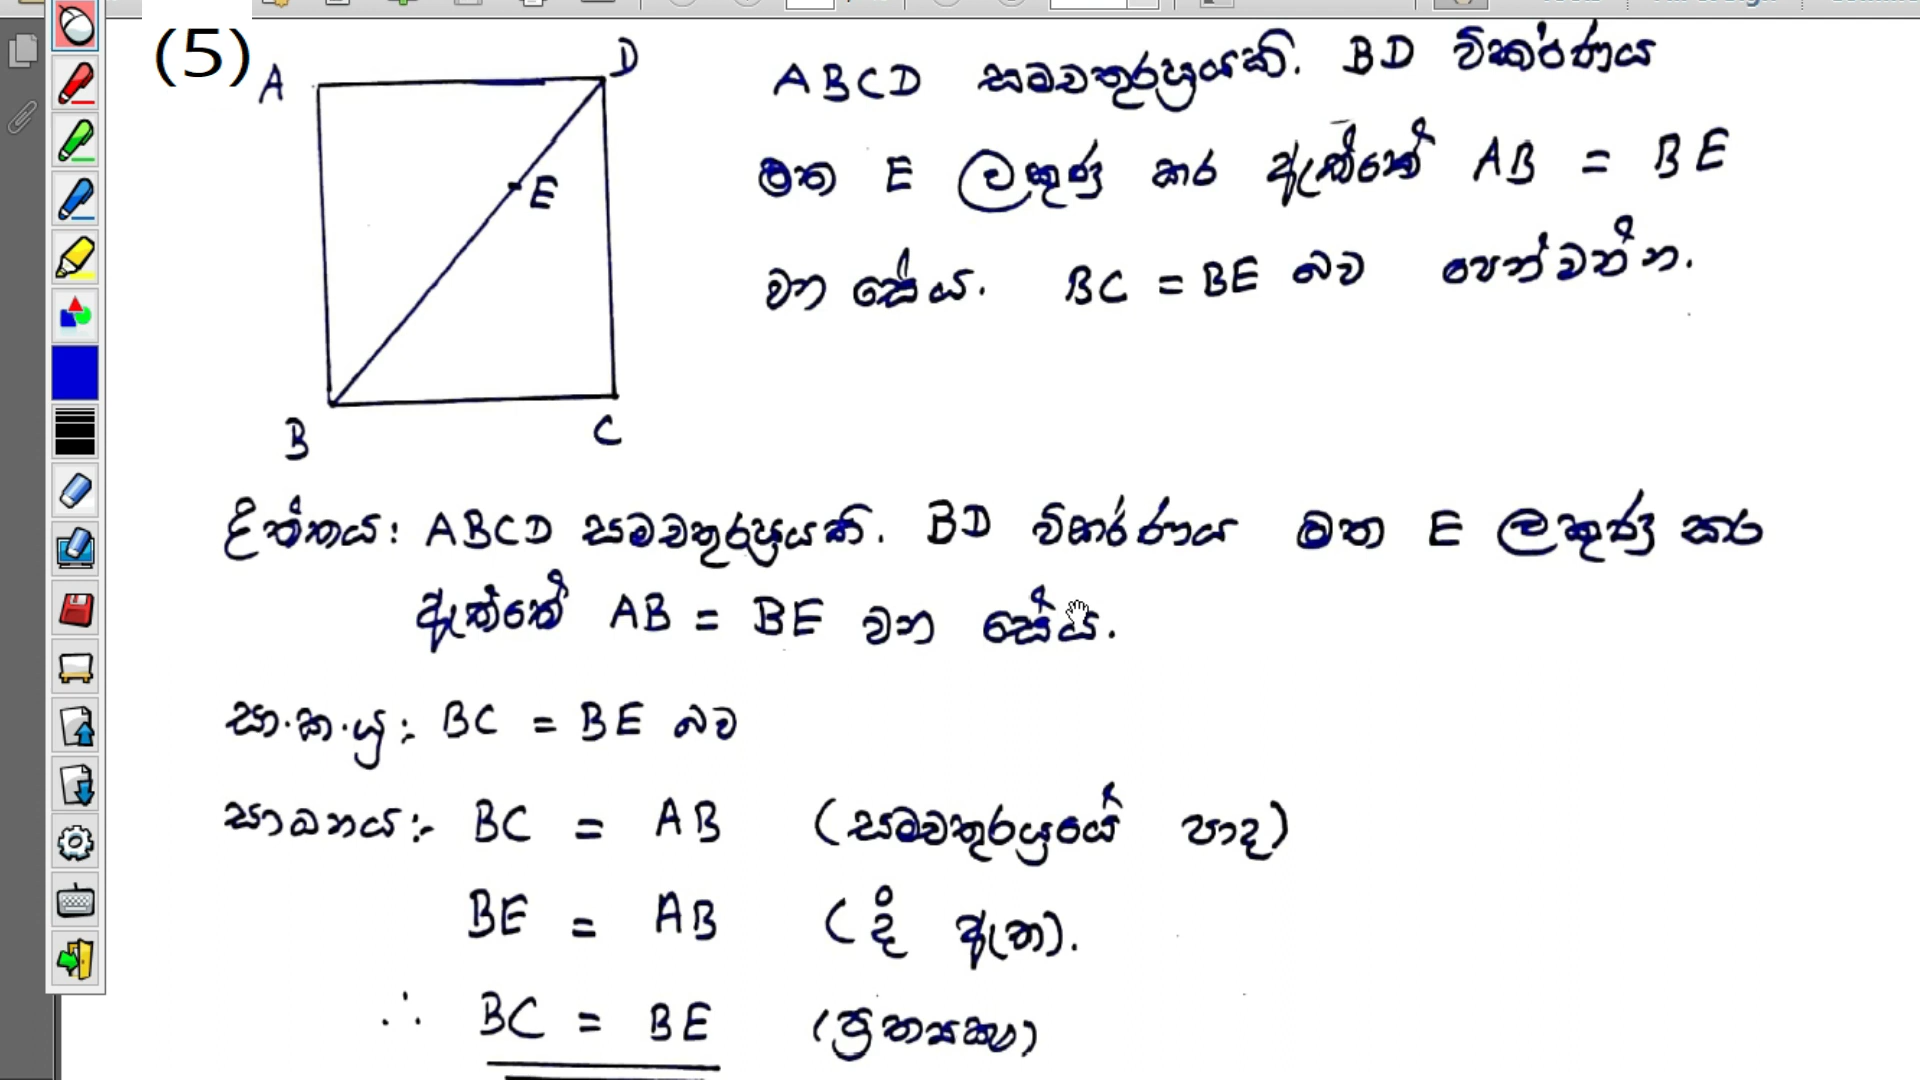 (5)
A
D
E
B
C
ABCD සමචතුරස්‍රයකි. BD විකර්ණය
මත E ලකුණු කර ඇත්තේ AB = BE
වන සේය. BC = BE බව පෙන්වන්න.
දත්තය: ABCD සමචතුරස්‍රයකි. BD විකර්ණය මත E ලකුණු කර
ඇත්තේ AB = BE වන සේය.
සා.ක.යු:- BC = BE බව
සාධනය:- BC = AB (සමචතුරස්‍රයේ පාද)
BE = AB (දී ඇත).
∴ BC = BE (ප්‍රත්‍යක්ෂ)